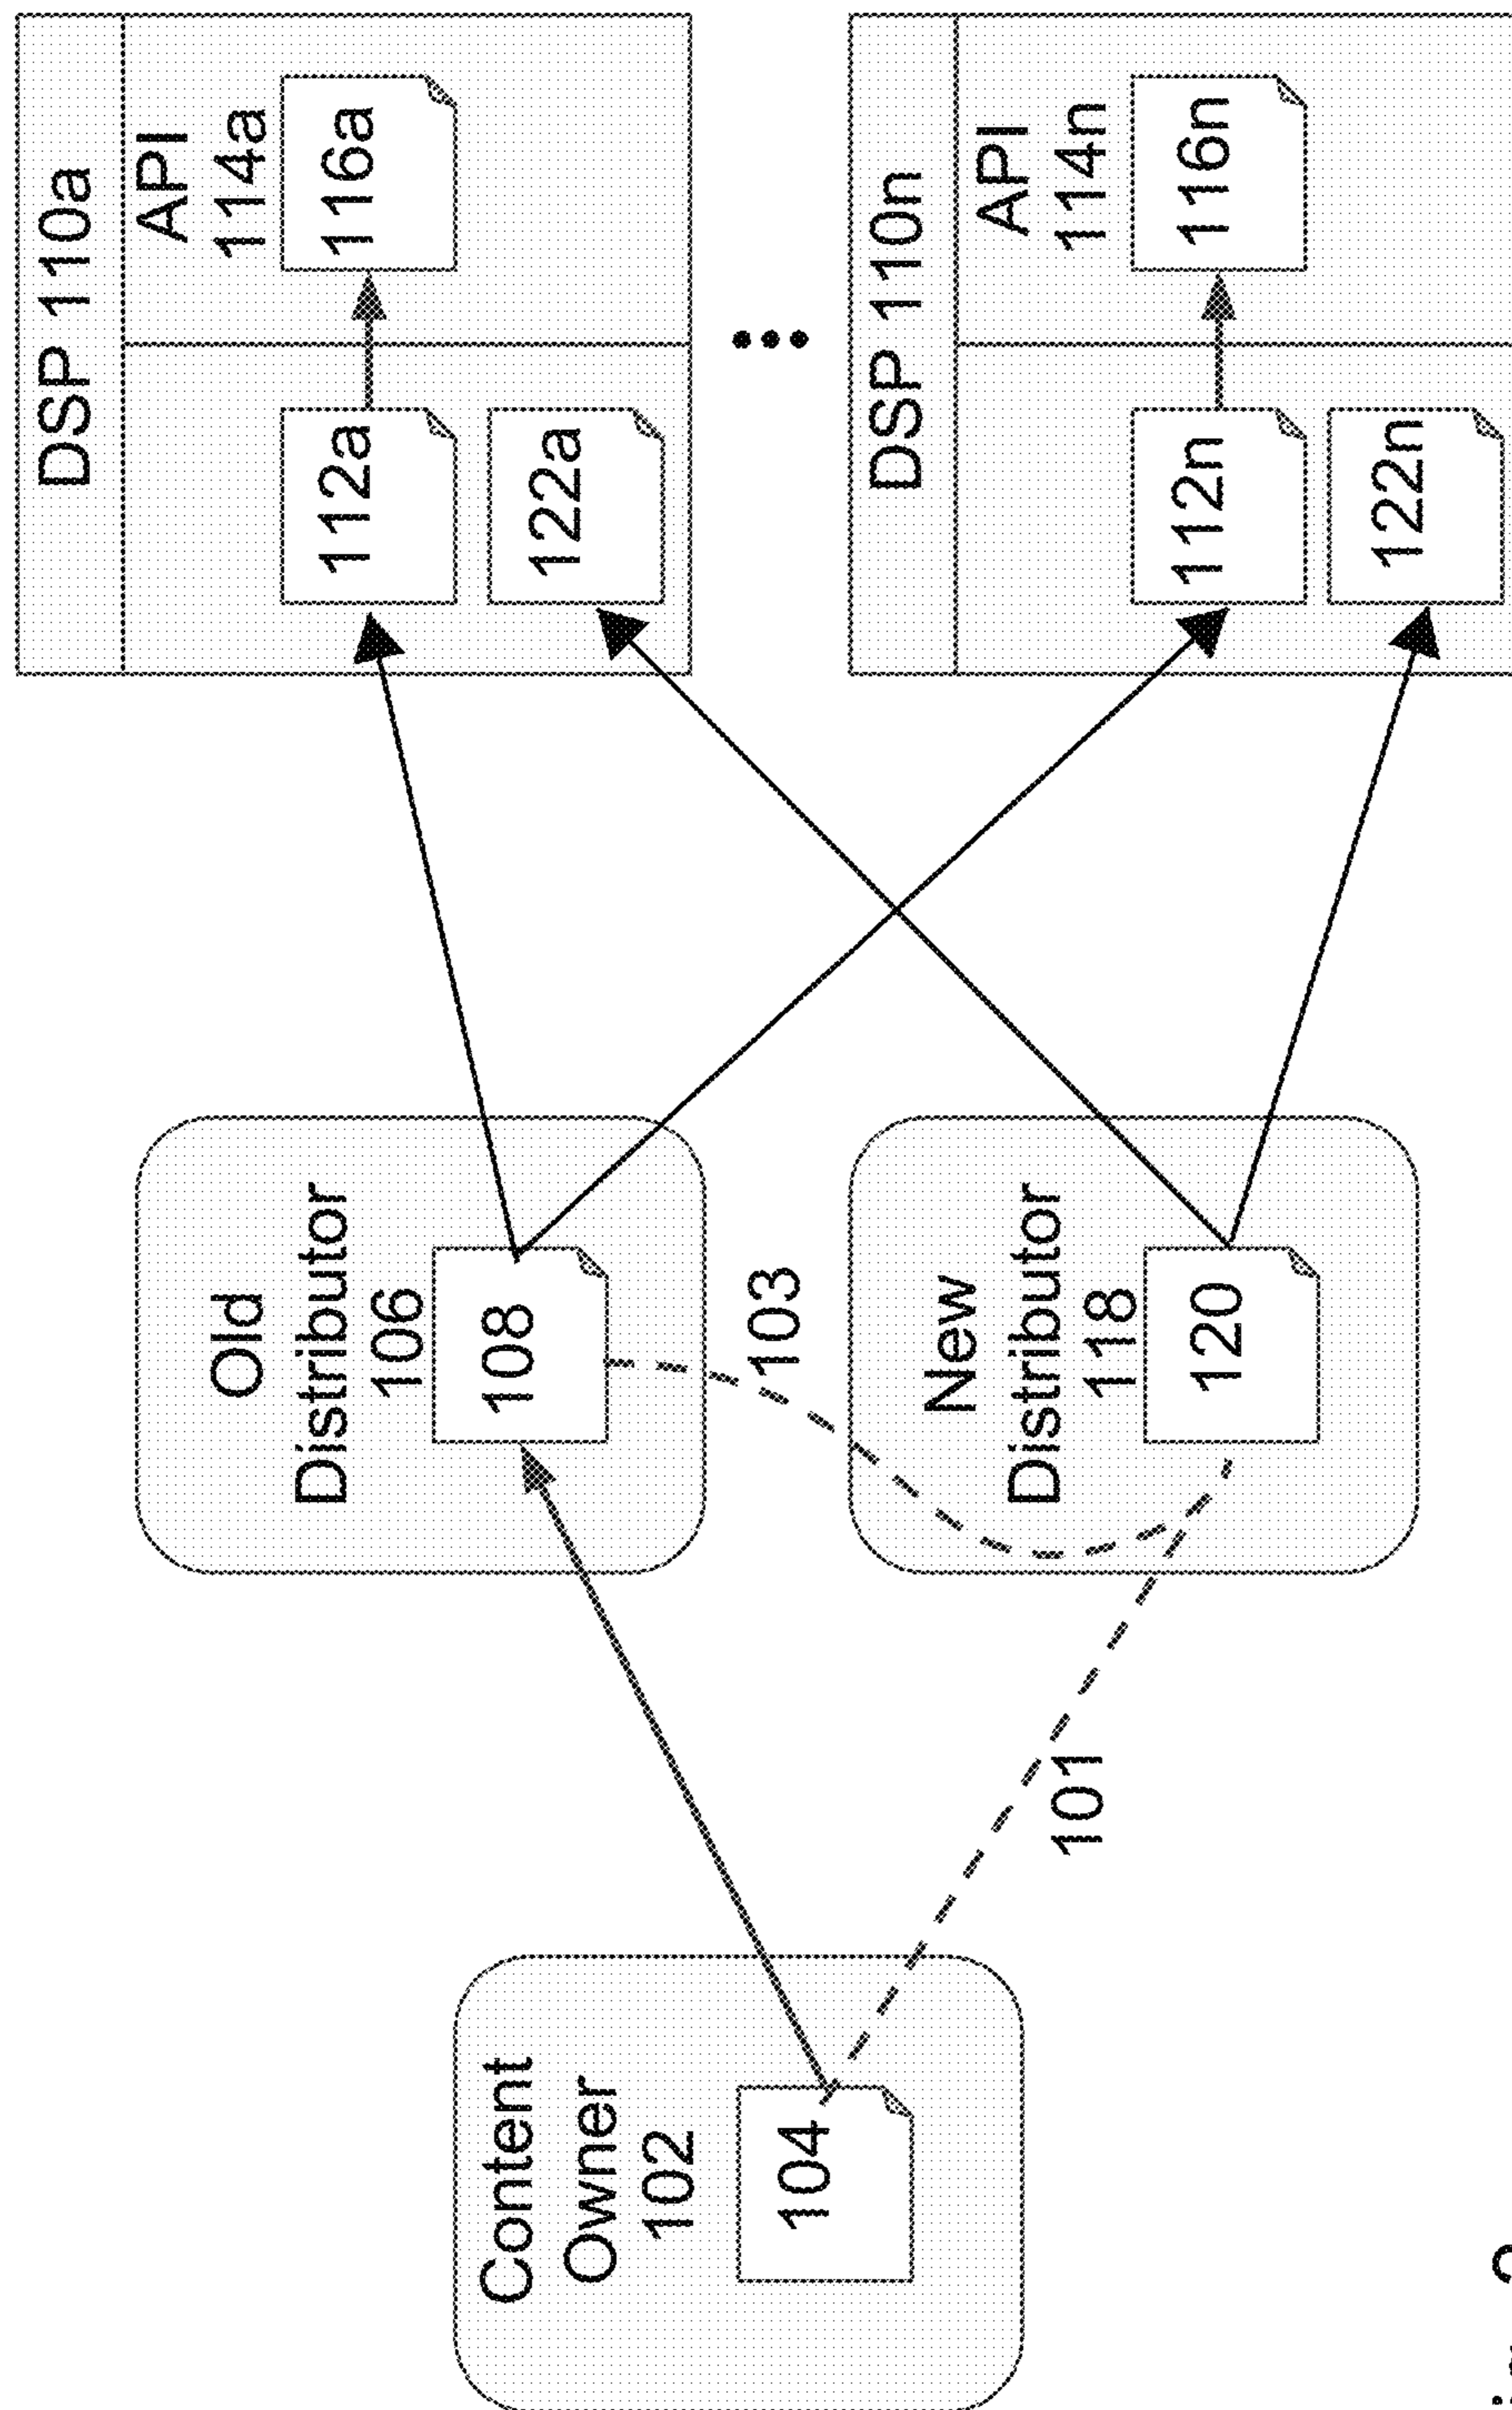 Content
Owner
102
104
101
Old
Distributor
106
108
103
New
Distributor
118
120
DSP 110a
API
114a
112a
116a
122a
DSP 110n
API
114n
112n
116n
122n